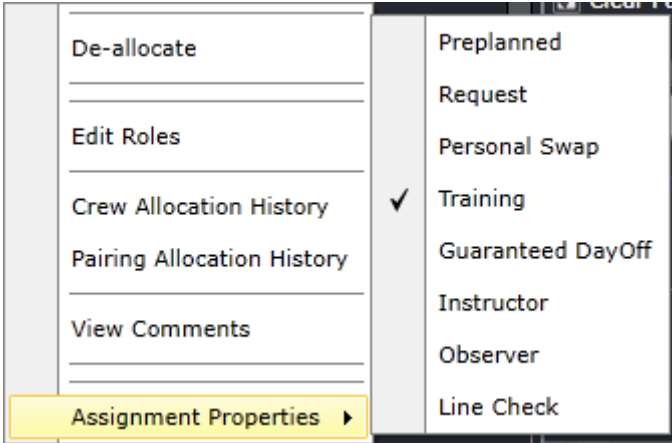 De-allocate
Edit Roles
Crew Allocation History
Pairing Allocation History
View Comments
Assignment Properties
Preplanned
Request
Personal Swap
Training
Guaranteed DayOff
Instructor
Observer
Line Check